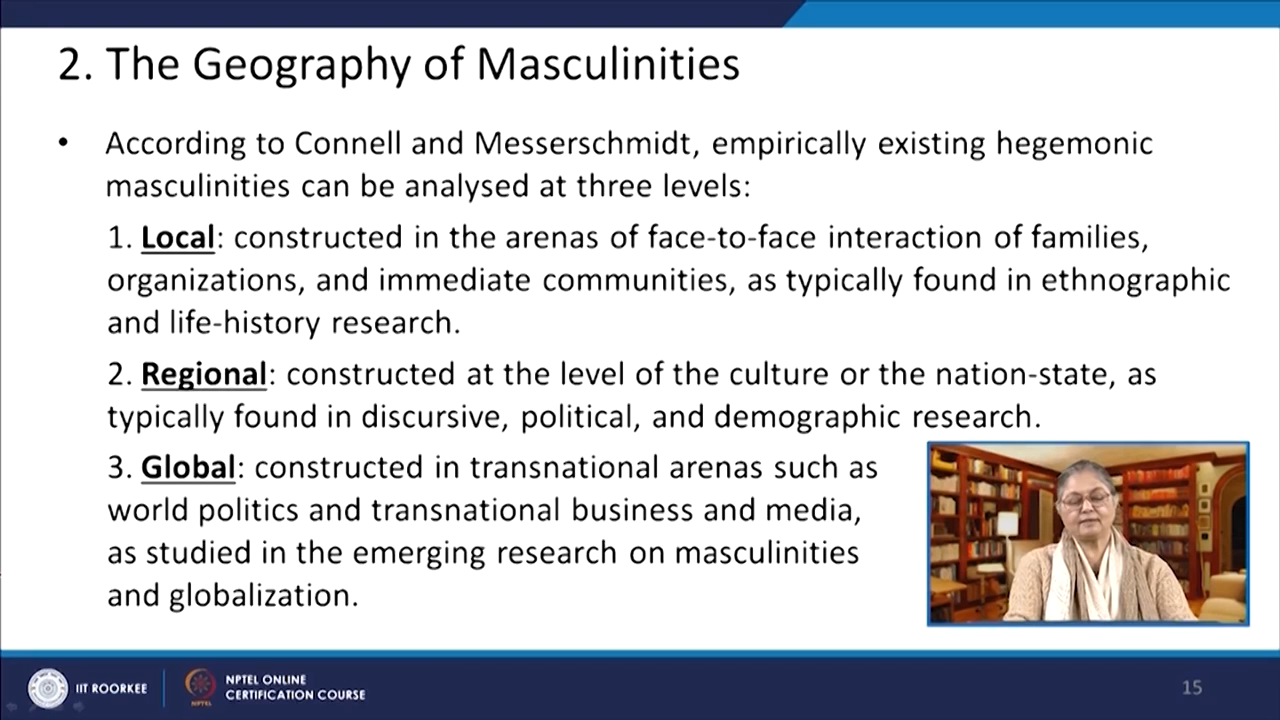 2. The Geography of Masculinities
• According to Connell and Messerschmidt, empirically existing hegemonic
masculinities can be analysed at three levels:
1. Local: constructed in the arenas of face-to-face interaction of families,
organizations, and immediate communities, as typically found in ethnographic
and life-history research.
2. Regional: constructed at the level of the culture or the nation-state, as
typically found in discursive, political, and demographic research.
3. Global: constructed in transnational arenas such as
world politics and transnational business and media,
as studied in the emerging research on masculinities
and globalization.
IIT ROORKEE
NPTEL
NPTEL ONLINE
CERTIFICATION COURSE
15